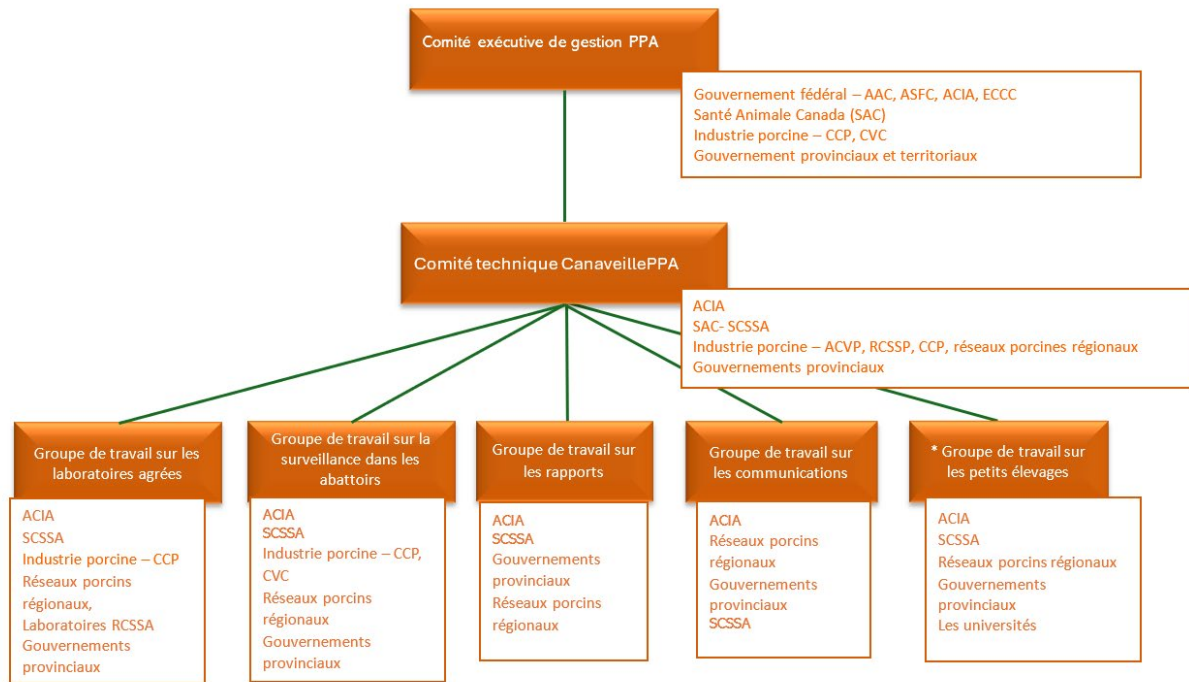 Comité exécutive de gestion PPA
Gouvernement fédéral – AAC, ASFC, ACIA, ECCC
Santé Animale Canada (SAC)
Industrie porcine – CCP, CVC
Gouvernement provinciaux et territoriaux
Comité technique CanaveillePPA
ACIA
SAC- SCSSA
Industrie porcine – ACVP, RCSSP, CCP, réseaux porcines régionaux
Gouvernements provinciaux
Groupe de travail sur les
laboratoires agrées
ACIA
SCSSA
Industrie porcine – CCP
Réseaux porcins
régionaux,
Laboratoires RCSSA
Gouvernements
provinciaux
Groupe de travail sur la
surveillance dans les
abattoirs
ACIA
SCSSA
Industrie porcine – CCP,
CVC
Réseaux porcins
régionaux
Gouvernements
provinciaux
Groupe de travail sur
les rapports
ACIA
SCSSA
Gouvernements
provinciaux
Réseaux porcins
régionaux
Groupe de travail sur
les communications
ACIA
Réseaux porcins
régionaux
Gouvernements
provinciaux
SCSSA
* Groupe de travail sur
les petits élevages
ACIA
SCSSA
Réseaux porcins régionaux
Gouvernements
provinciaux
Les universités